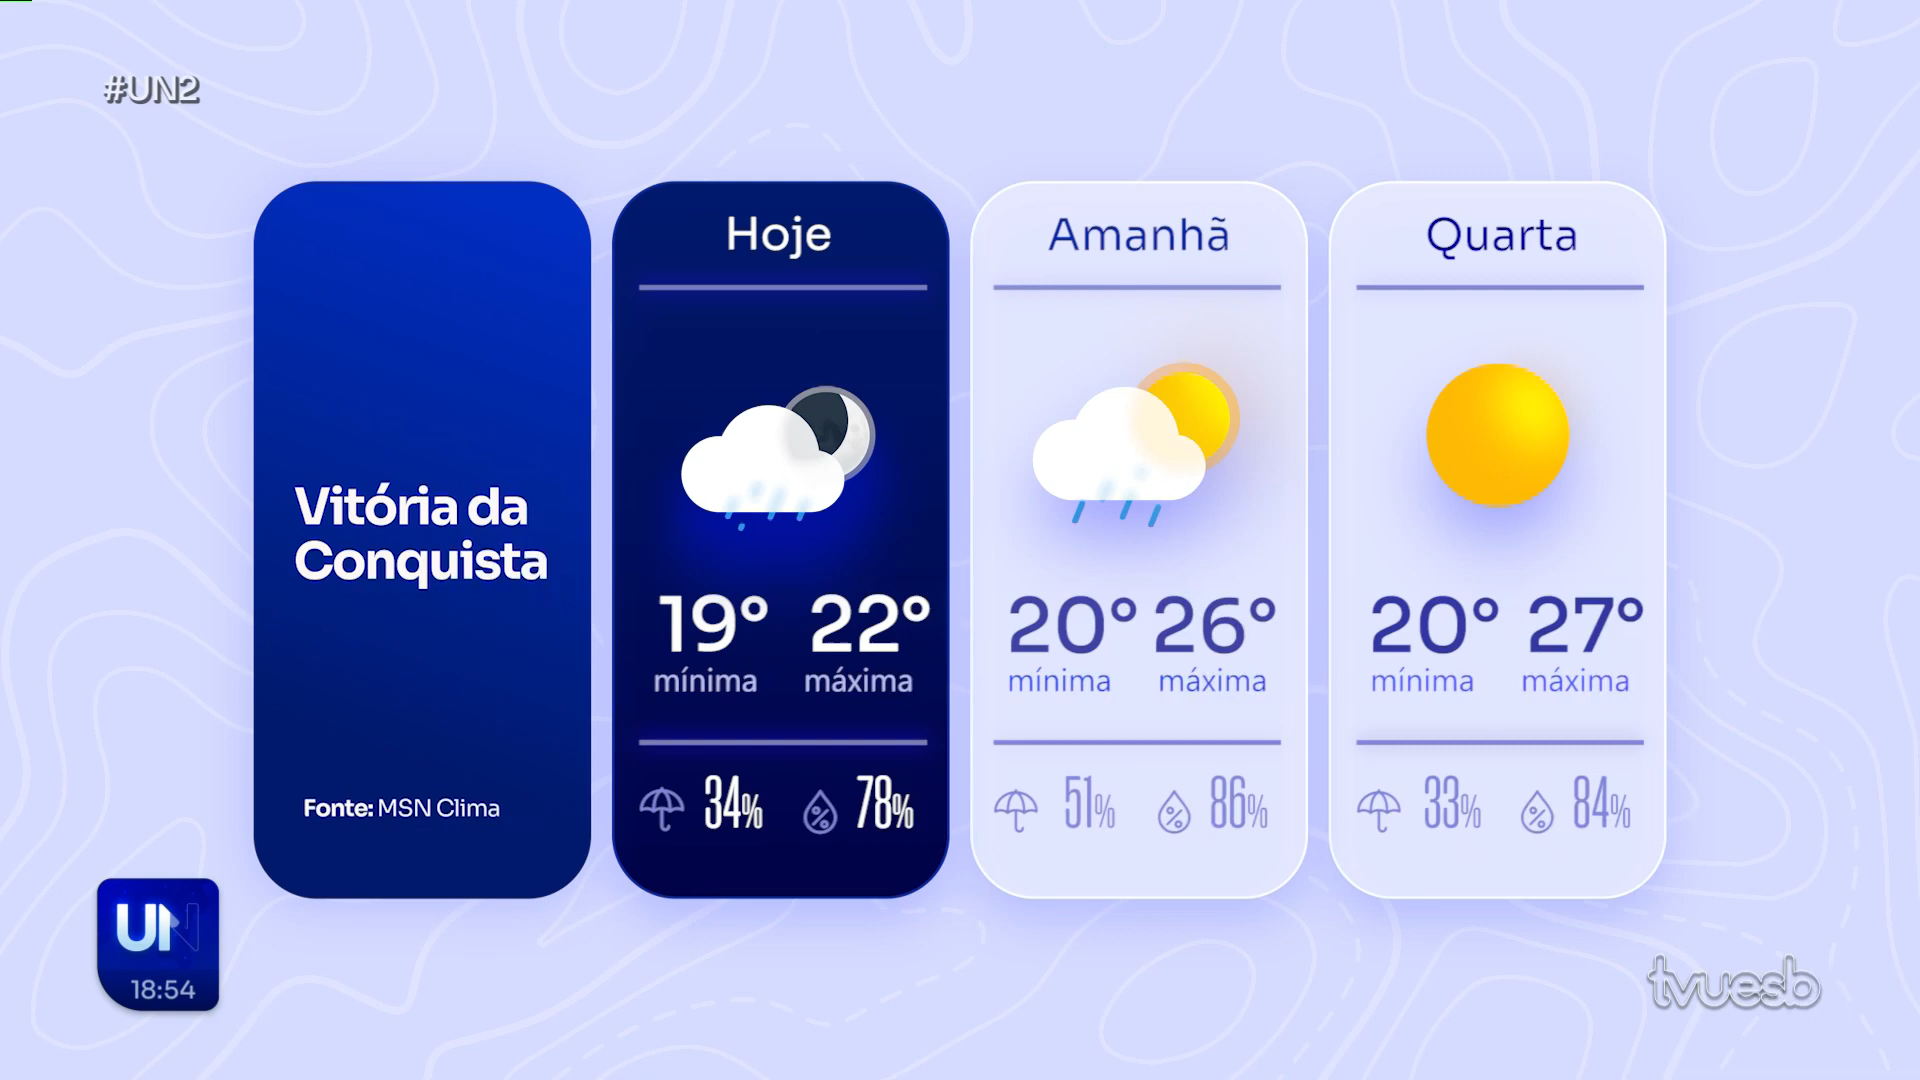 #UN2
Vitória da
Conquista
Fonte: MSN Clima
Hoje
19° 22°
mínima máxima
34% 78%
Amanhã
20° 26°
mínima máxima
51% 86%
Quarta
20° 27°
mínima máxima
33% 84%
UN
18:54
tvuesb